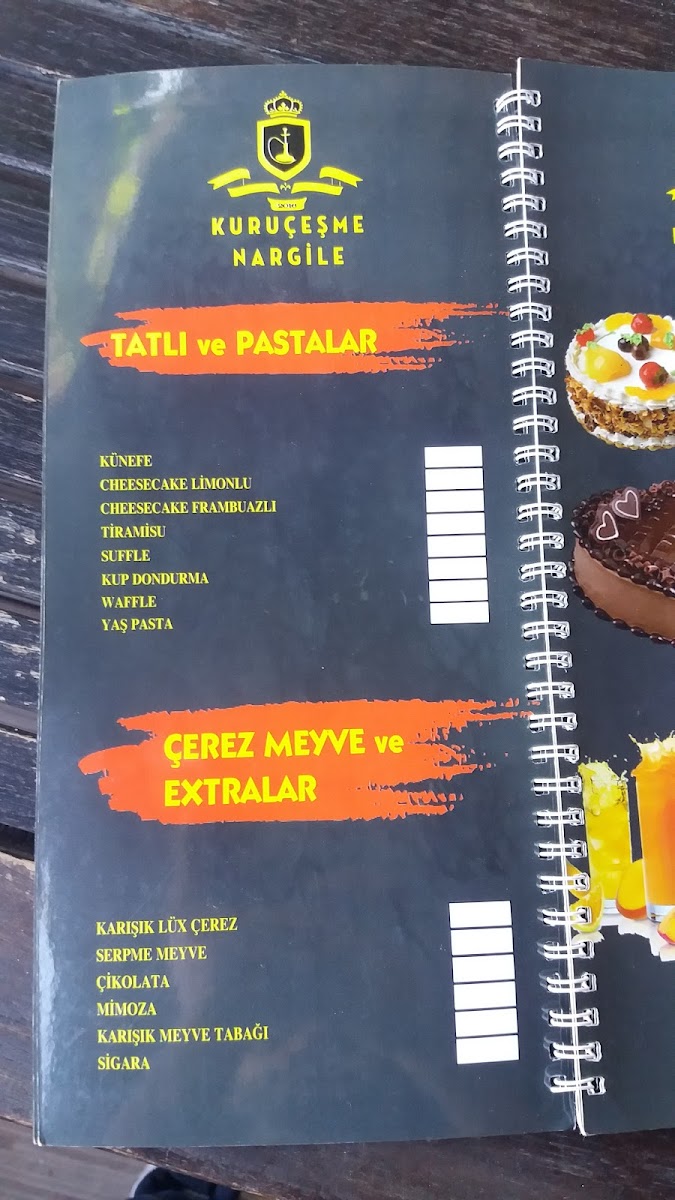 2010
KURUÇEŞME
NARGİLE
TATLI ve PASTALAR
KÜNEFE
CHEESECAKE LİMONLU
CHEESECAKE FRAMBUAZLI
TİRAMİSU
SUFFLE
KUP DONDURMA
WAFFLE
YAŞ PASTA
ÇEREZ MEYVE ve
EXTRALAR
KARIŞIK LÜX ÇEREZ
SERPME MEYVE
ÇİKOLATA
MİMOZA
KARIŞIK MEYVE TABAĞI
SİGARA